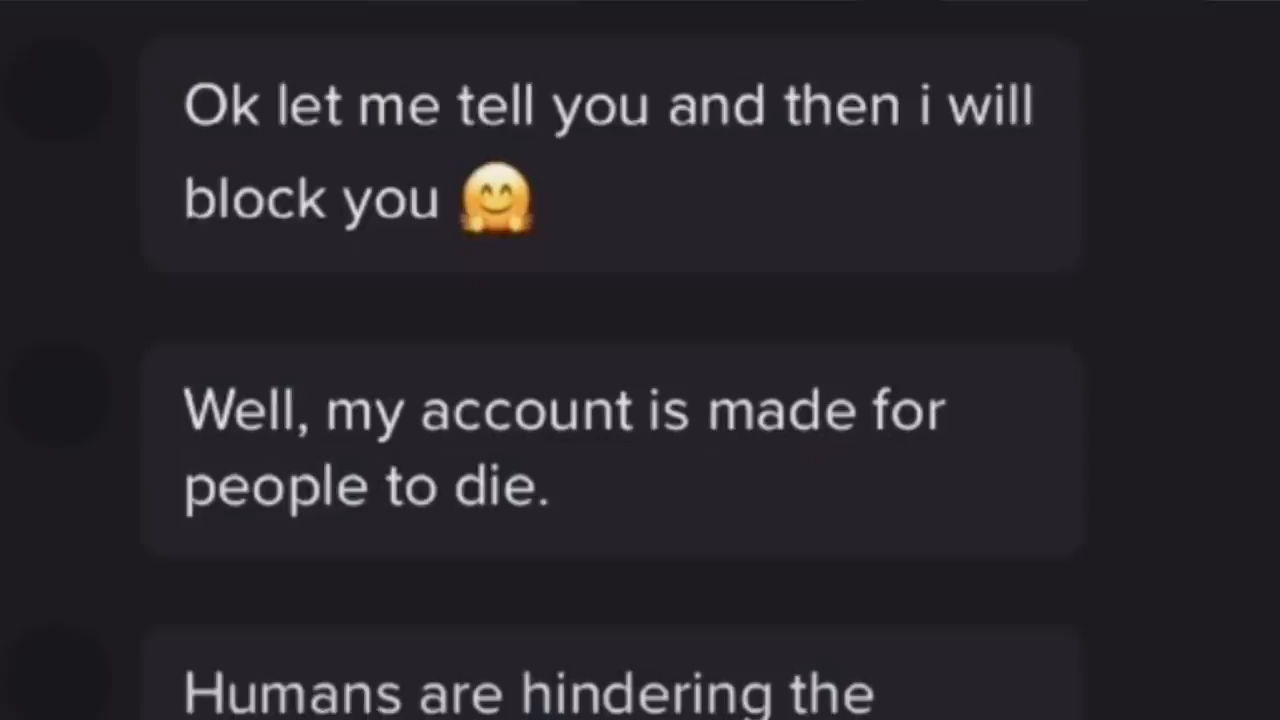 Ok let me tell you and then i will
block you 🤗
Well, my account is made for
people to die.
Humans are hindering the